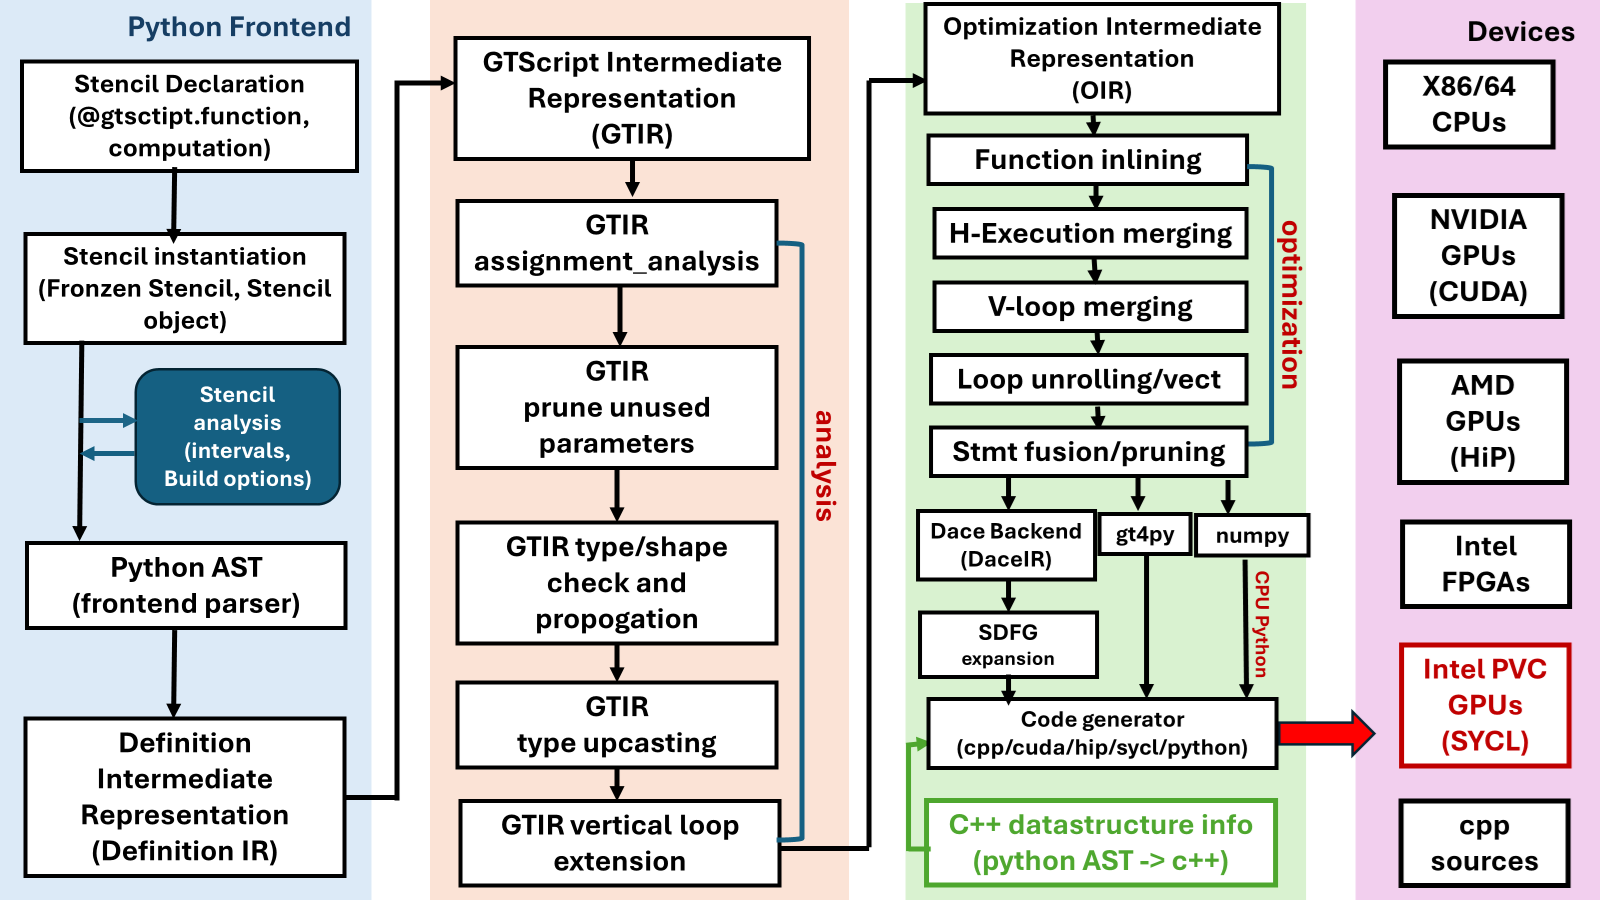 Python Frontend
Stencil Declaration
(@gtsctipt.function,
computation)
Stencil instantiation
(Fronzen Stencil, Stencil
object)
Stencil
analysis
(intervals,
Build options)
Python AST
(frontend parser)
Definition
Intermediate
Representation
(Definition IR)
GTScript Intermediate
Representation
(GTIR)
GTIR
assignment_analysis
GTIR
prune unused
parameters
GTIR type/shape
check and
propogation
GTIR
type upcasting
GTIR vertical loop
extension
analysis
Optimization Intermediate
Representation
(OIR)
Function inlining
H-Execution merging
V-loop merging
Loop unrolling/vect
Stmt fusion/pruning
optimization
Dace Backend
(DaceIR)
gt4py
numpy
SDFG
expansion
CPU Python
Code generator
(cpp/cuda/hip/sycl/python)
C++ datastructure info
(python AST -> c++)
Devices
X86/64
CPUs
NVIDIA
GPUs
(CUDA)
AMD
GPUs
(HiP)
Intel
FPGAs
Intel PVC
GPUs
(SYCL)
cpp
sources